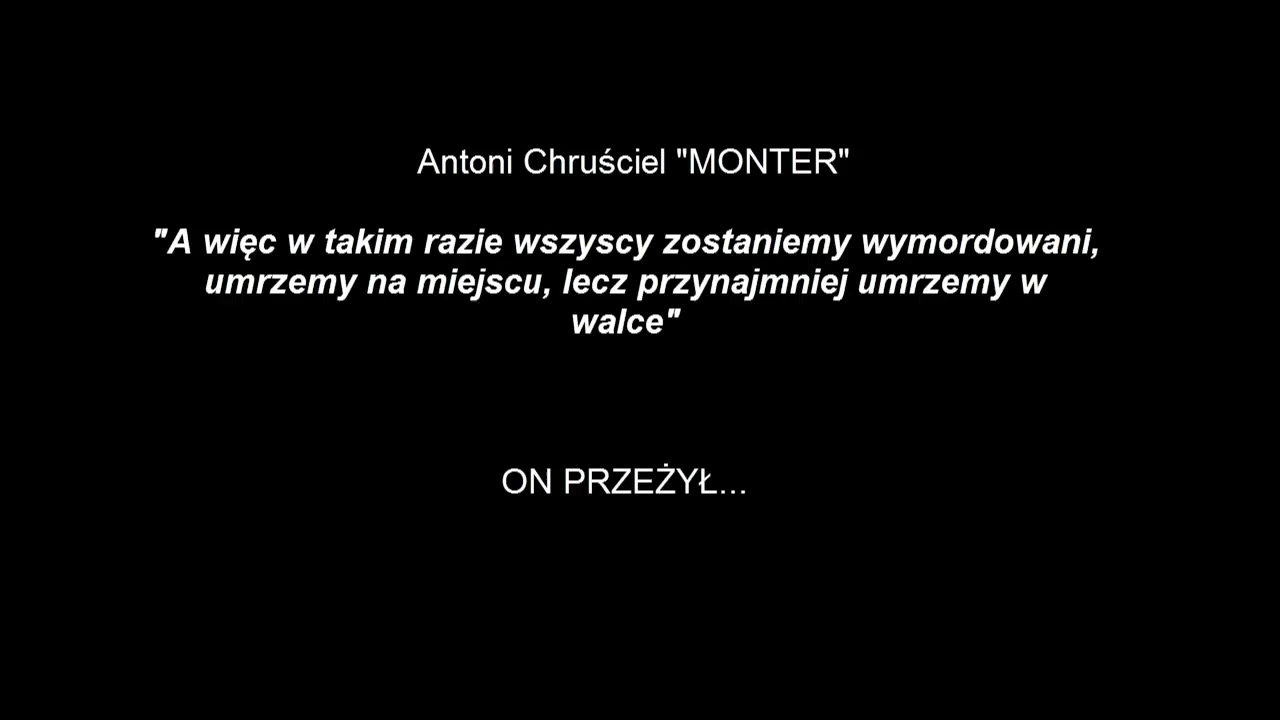 Antoni Chruściel "MONTER"
"A więc w takim razie wszyscy zostaniemy wymordowani,
umrzemy na miejscu, lecz przynajmniej umrzemy w
walce"
ON PRZEŻYŁ...